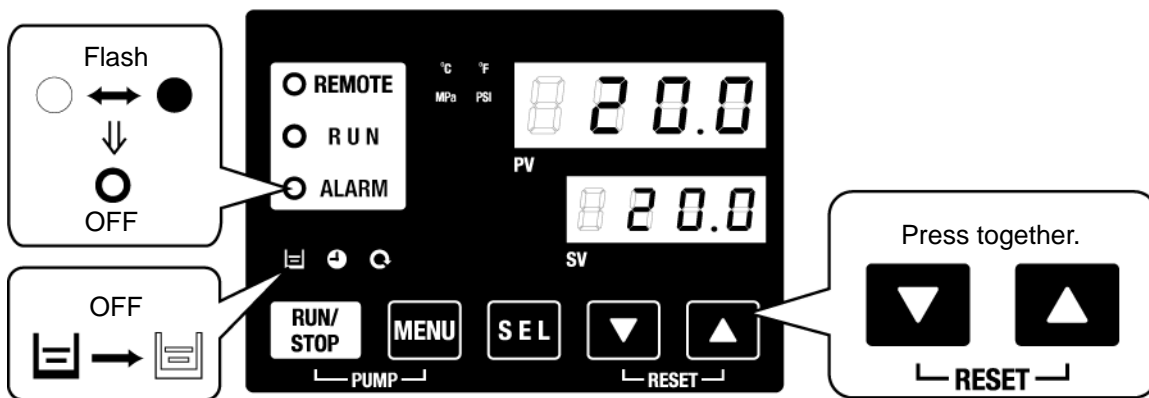 Flash
OFF
OFF
REMOTE
RUN
ALARM
°C °F
MPa PSI
20.0
PV
20.0
SV
RUN/
STOP
MENU
SEL
PUMP
RESET
Press together.
RESET